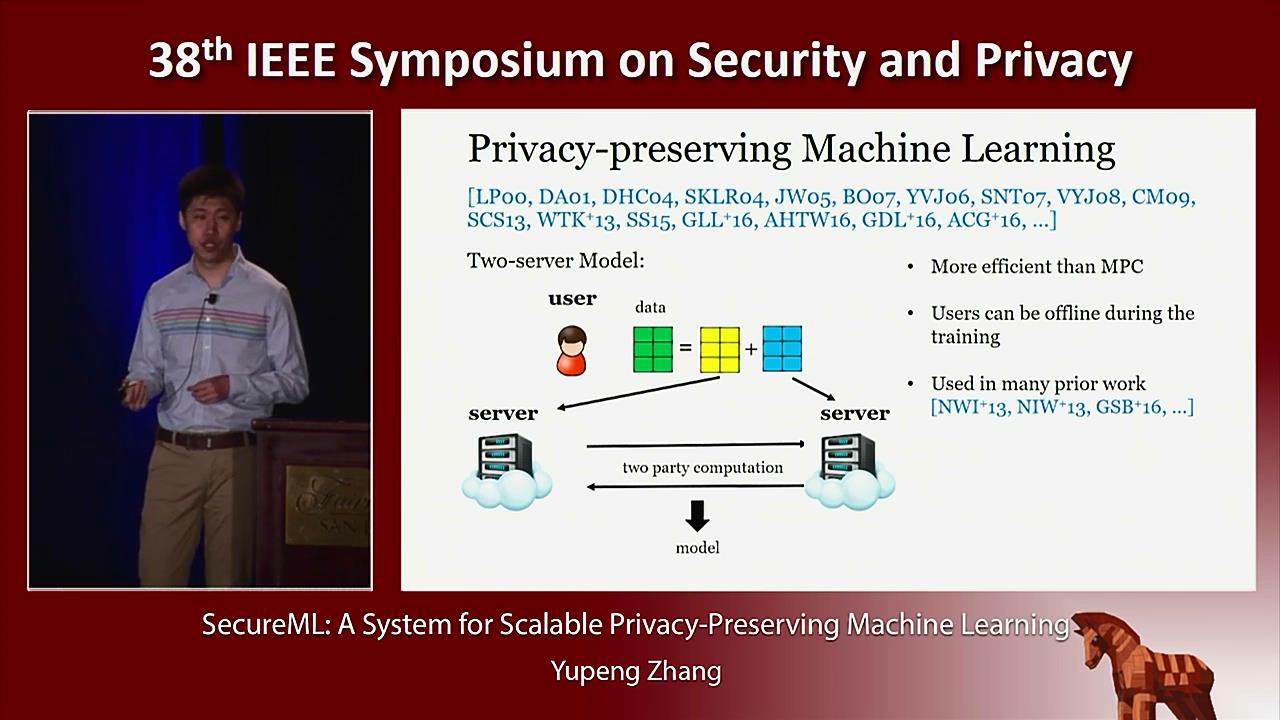 38th IEEE Symposium on Security and Privacy
Privacy-preserving Machine Learning
[LP00, DA01, DHC04, SKLR04, JW05, BO07, YVJ06, SNT07, VYJ08, CM09,
SCS13, WTK+13, SS15, GLL+16, AHTW16, GDL+16, ACG+16, ...]
Two-server Model:
user
data
=
+
server
server
two party computation
model
• More efficient than MPC
• Users can be offline during the
training
• Used in many prior work
[NWI+13, NIW+13, GSB+16, ...]
SecureML: A System for Scalable Privacy-Preserving Machine Learning
Yupeng Zhang